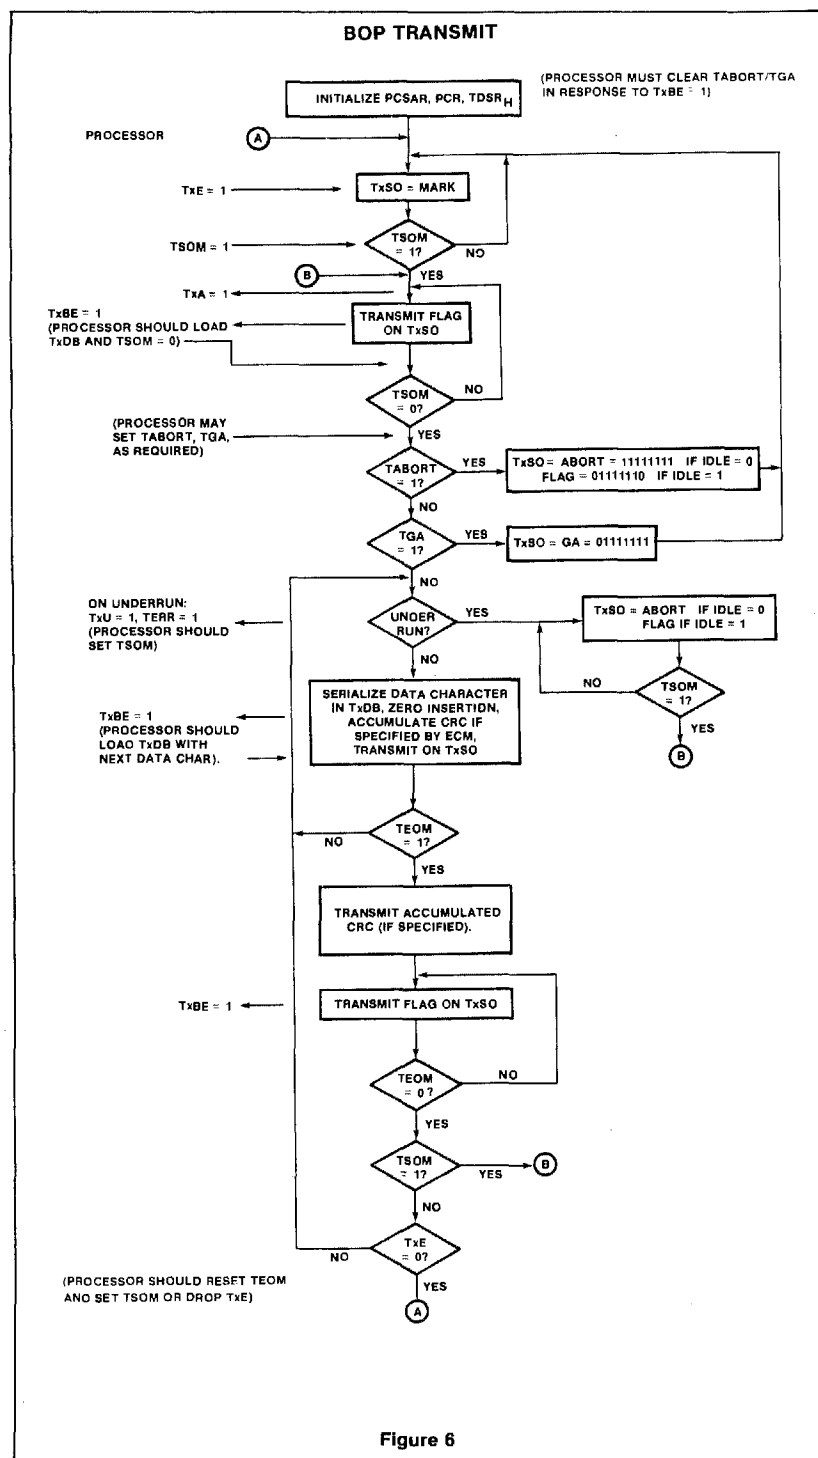 BOP TRANSMIT
INITIALIZE PCSAR, PCR, TDSRH
(PROCESSOR MUST CLEAR TABORT/TGA
IN RESPONSE TO TxBE = 1)
PROCESSOR
A
TxE = 1
TxSO = MARK
TSOM = 1
TSOM
= 1?
NO
B
YES
TxA = 1
TxBE = 1
(PROCESSOR SHOULD LOAD
TxDB AND TSOM = 0)
TRANSMIT FLAG
ON TxSO
TSOM
= 0?
NO
YES
(PROCESSOR MAY
SET TABORT, TGA,
AS REQUIRED)
TABORT
= 1?
YES
TxSO = ABORT = 11111111 IF IDLE = 0
FLAG = 01111110 IF IDLE = 1
NO
TGA
= 1?
YES
TxSO = GA = 01111111
NO
ON UNDERRUN:
TxU = 1, TERR = 1
(PROCESSOR SHOULD
SET TSOM)
UNDER
RUN?
YES
TxSO = ABORT IF IDLE = 0
FLAG IF IDLE = 1
NO
TSOM
= 1?
NO
YES
B
TxBE = 1
(PROCESSOR SHOULD
LOAD TxDB WITH
NEXT DATA CHAR).
SERIALIZE DATA CHARACTER
IN TxDB, ZERO INSERTION,
ACCUMULATE CRC IF
SPECIFIED BY ECM,
TRANSMIT ON TxSO
TEOM
= 1?
NO
YES
TRANSMIT ACCUMULATED
CRC (IF SPECIFIED).
TxBE = 1
TRANSMIT FLAG ON TxSO
TEOM
= 0?
NO
YES
TSOM
= 1?
YES
B
NO
TxE
= 0?
NO
YES
(PROCESSOR SHOULD RESET TEOM
AND SET TSOM OR DROP TxE)
A
Figure 6